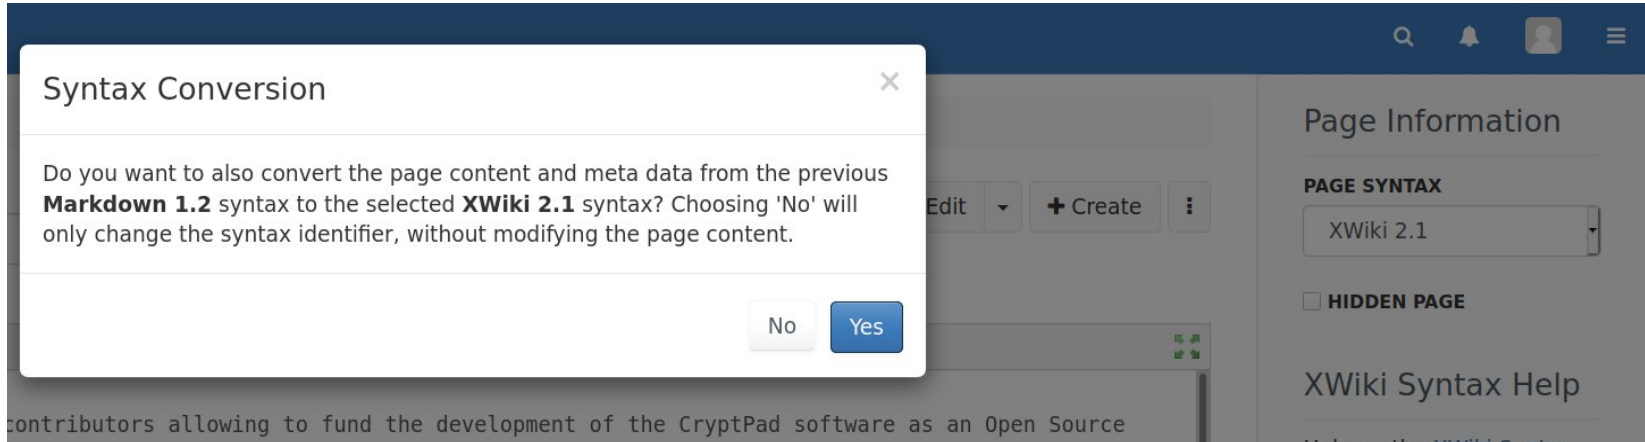 Syntax Conversion
×
Do you want to also convert the page content and meta data from the previous
Markdown 1.2 syntax to the selected XWiki 2.1 syntax? Choosing 'No' will
only change the syntax identifier, without modifying the page content.
No
Yes
Edit
Create
Page Information
PAGE SYNTAX
XWiki 2.1
HIDDEN PAGE
XWiki Syntax Help
contributors allowing to fund the development of the CryptPad software as an Open Source